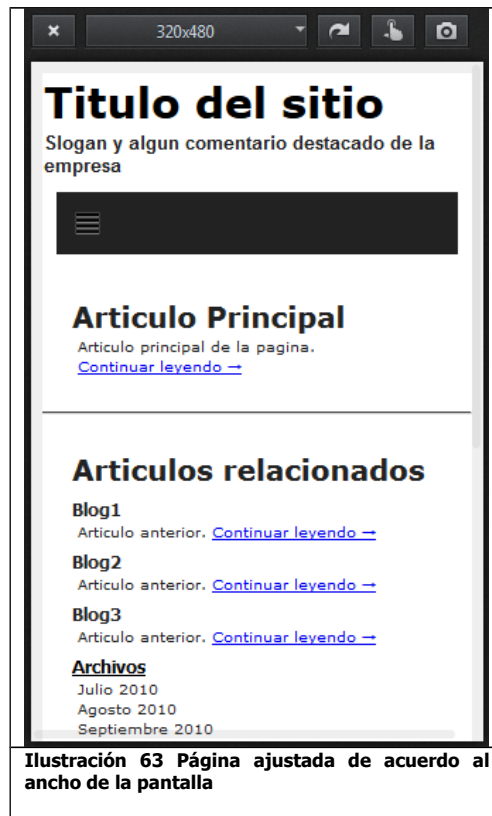 320x480
Titulo del sitio
Slogan y algun comentario destacado de la
empresa
Articulo Principal
Articulo principal de la pagina.
Continuar leyendo →
Articulos relacionados
Blog1
Articulo anterior. Continuar leyendo →
Blog2
Articulo anterior. Continuar leyendo →
Blog3
Articulo anterior. Continuar leyendo →
Archivos
Julio 2010
Agosto 2010
Septiembre 2010
Ilustración 63 Página ajustada de acuerdo al
ancho de la pantalla